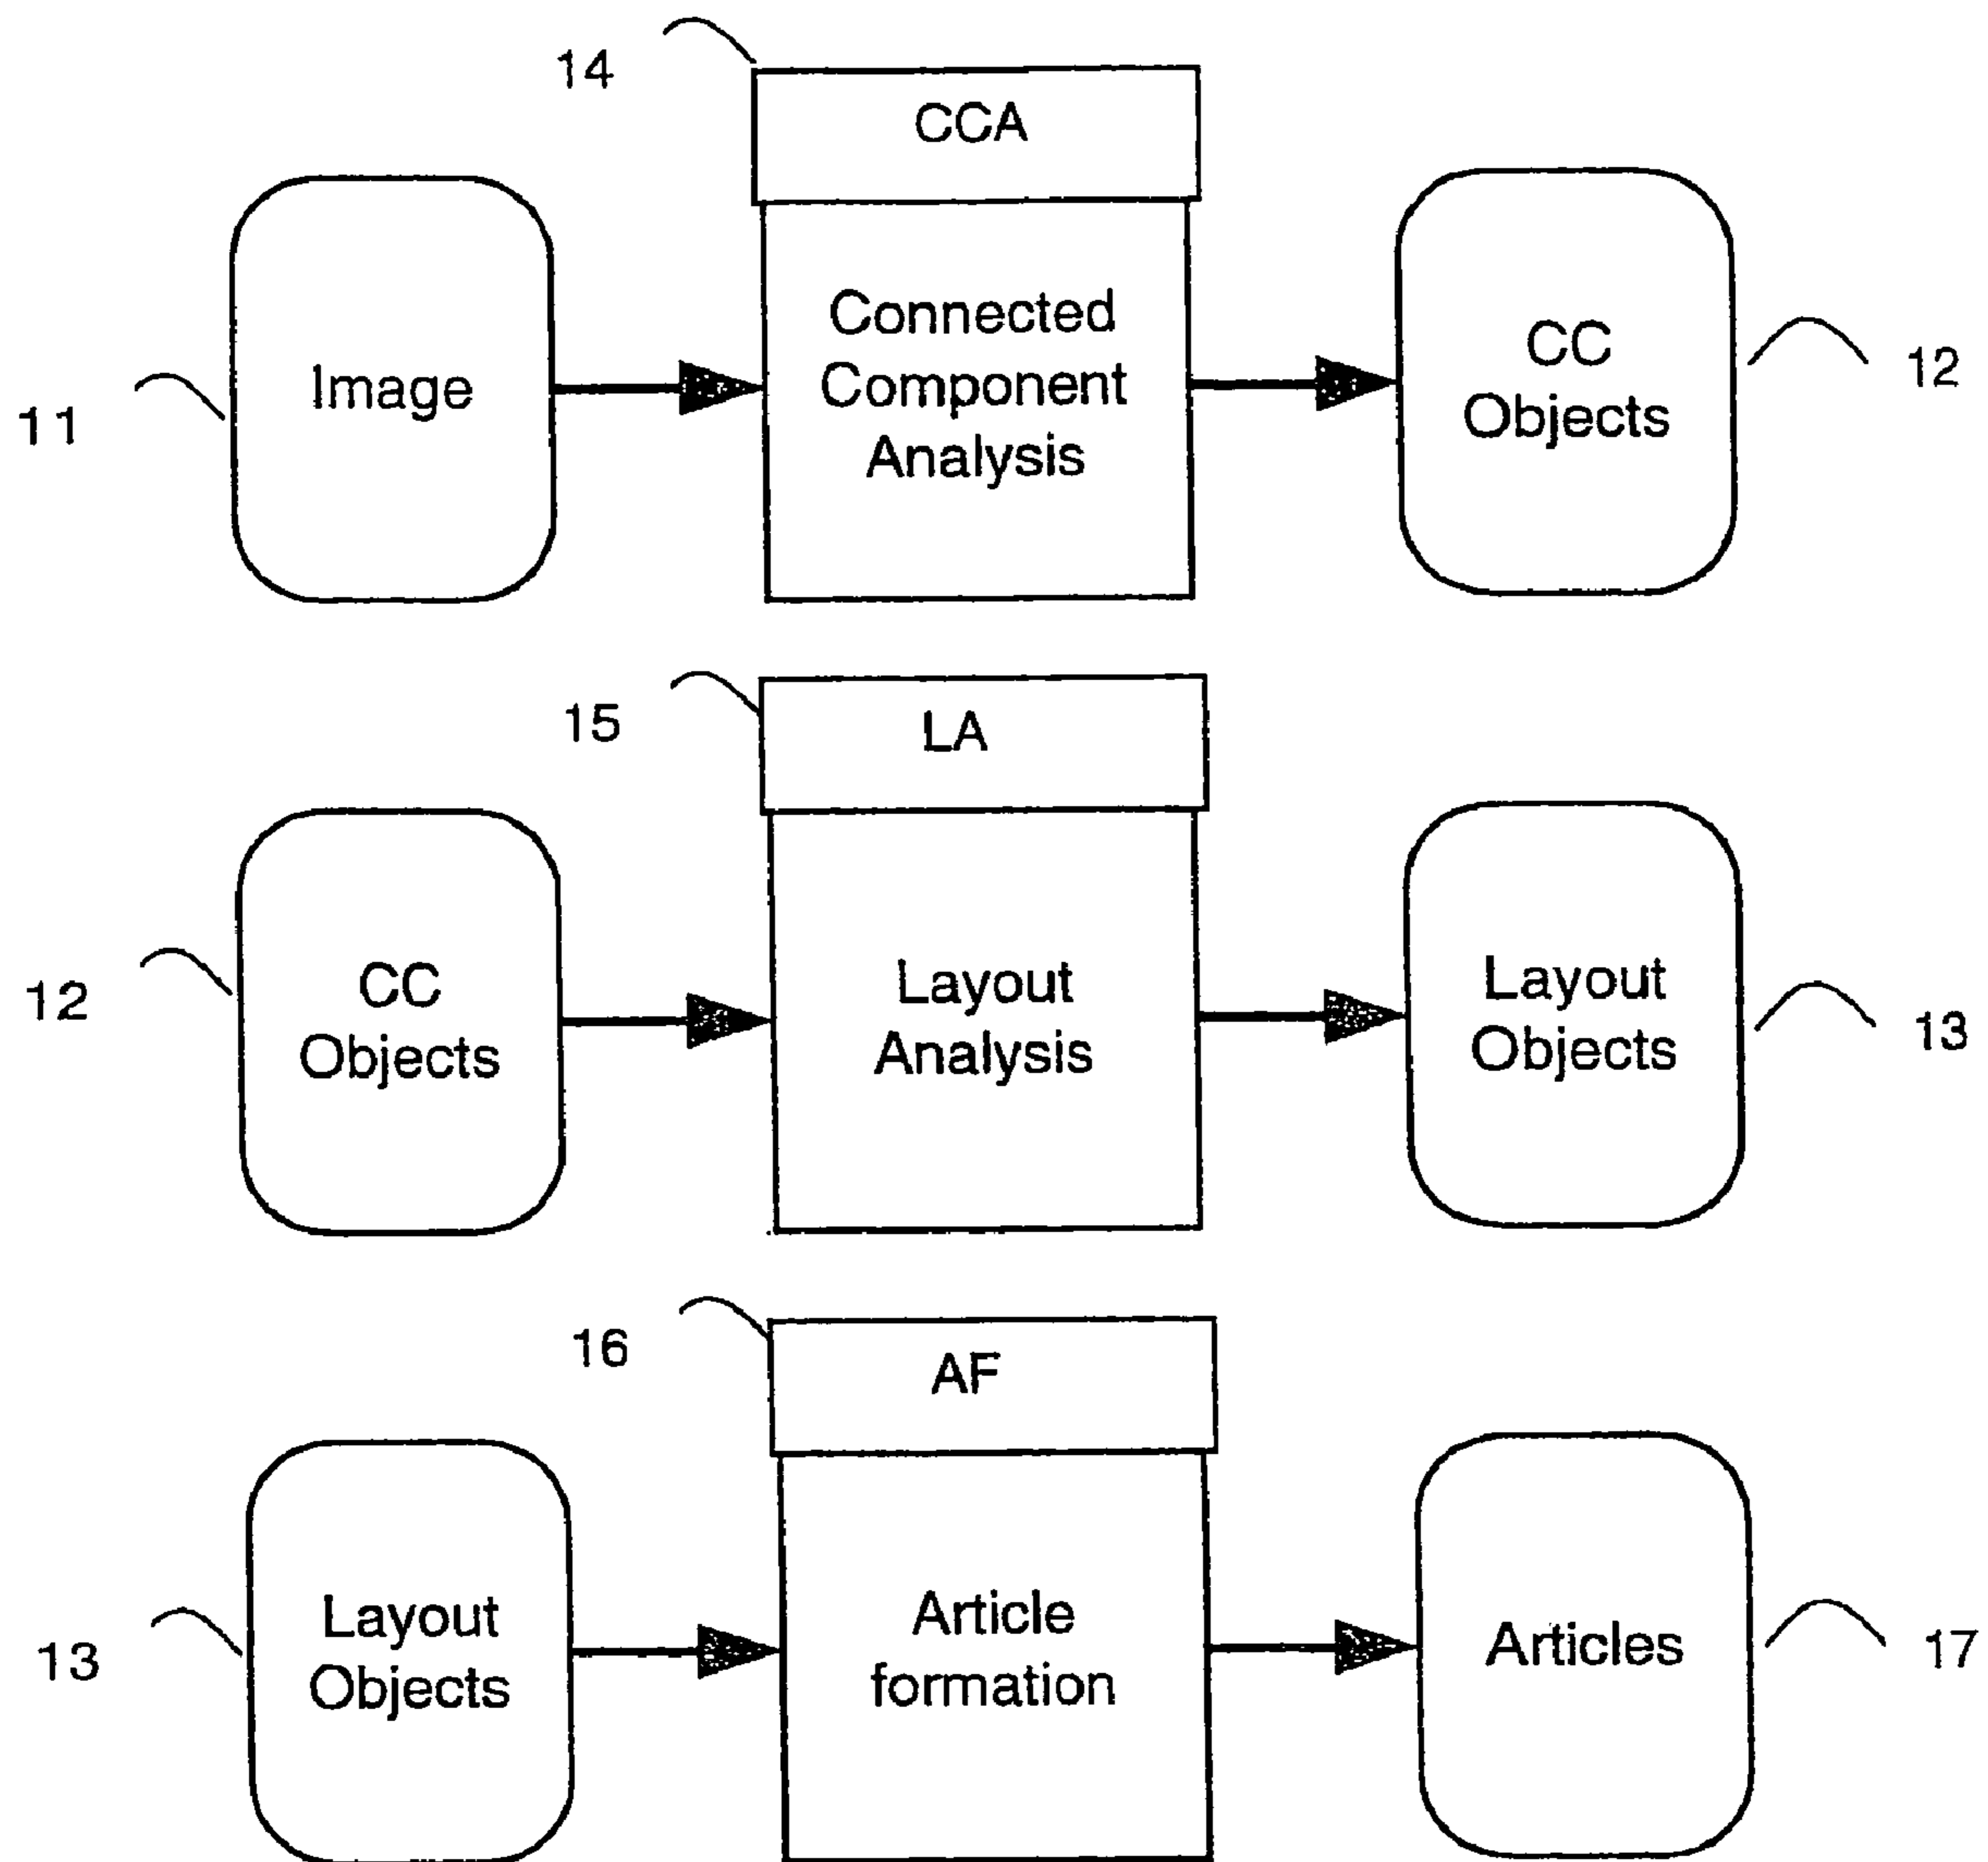 14
CCA
11
Image
Connected
Component
Analysis
CC
Objects
12
15
LA
12
CC
Objects
Layout
Analysis
Layout
Objects
13
16
AF
13
Layout
Objects
Article
formation
Articles
17